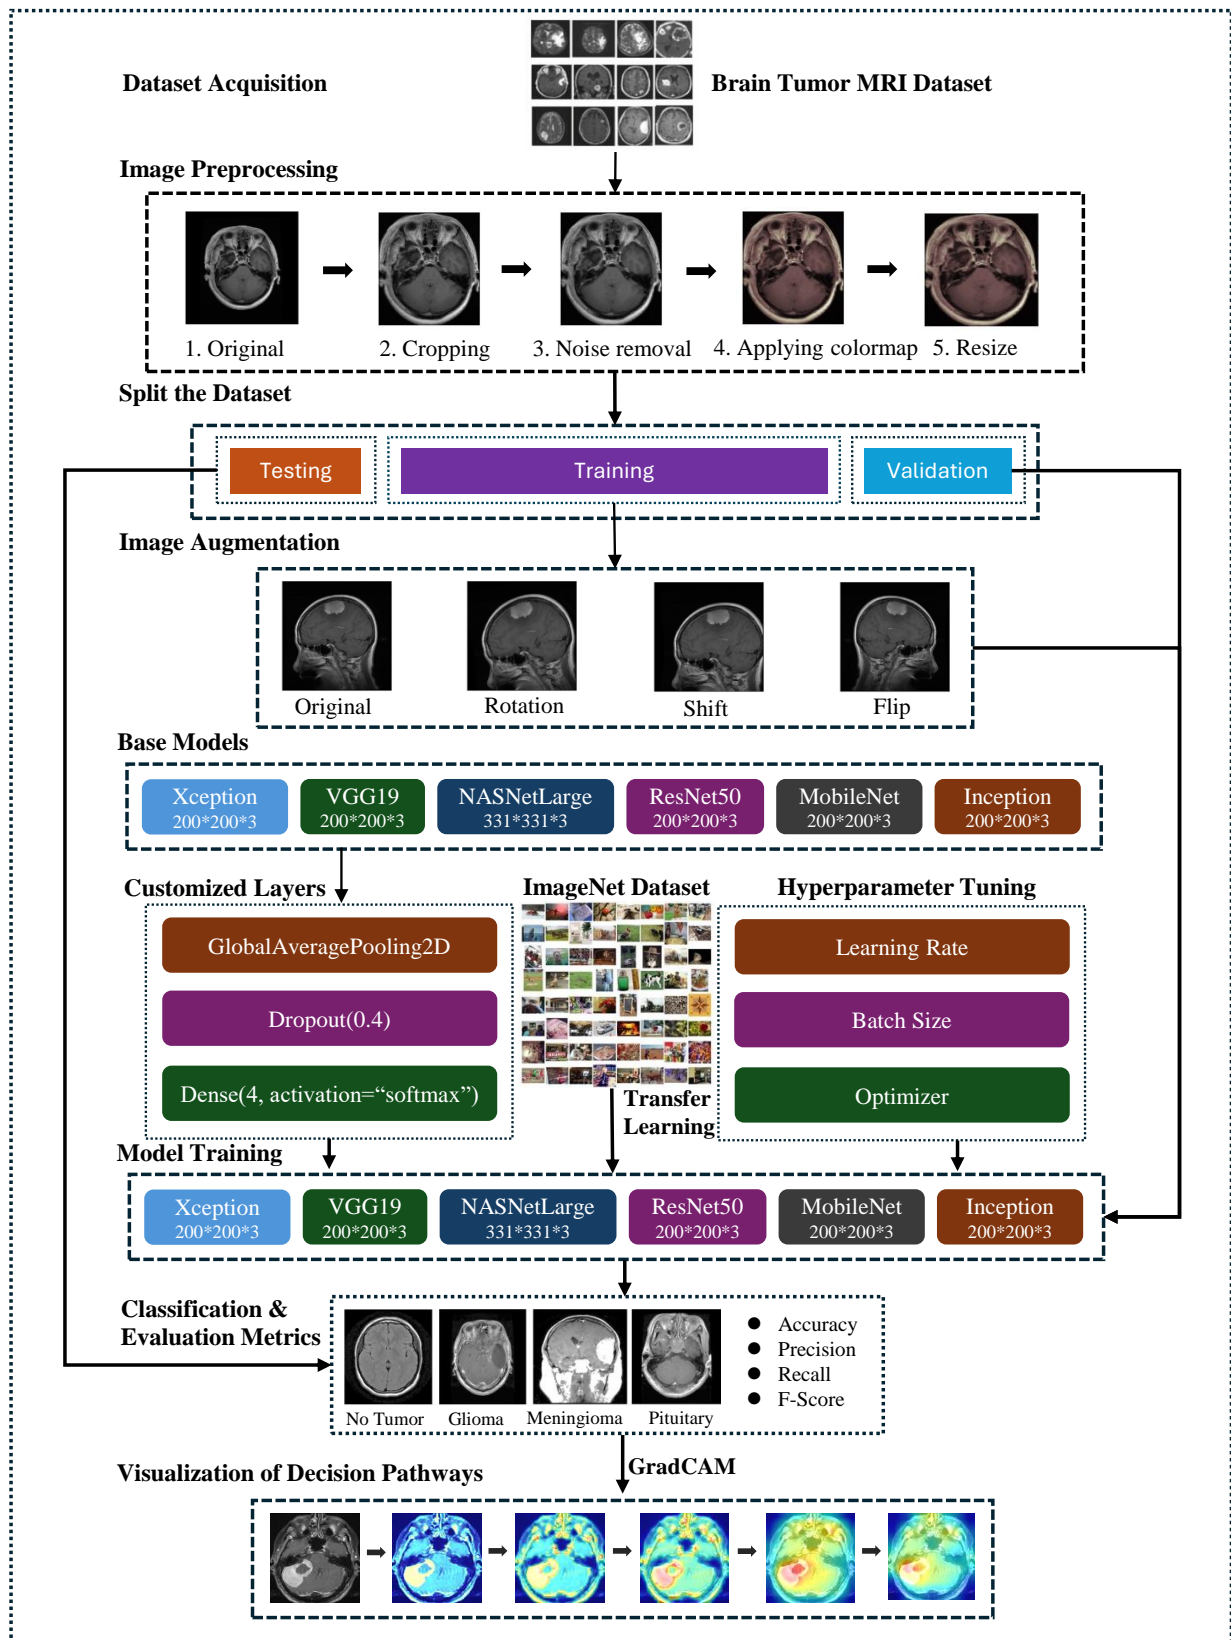 Dataset Acquisition
Brain Tumor MRI Dataset
Image Preprocessing
1. Original
2. Cropping
3. Noise removal
4. Applying colormap
5. Resize
Split the Dataset
Testing
Training
Validation
Image Augmentation
Original
Rotation
Shift
Flip
Base Models
Xception
200*200*3
VGG19
200*200*3
NASNetLarge
331*331*3
ResNet50
200*200*3
MobileNet
200*200*3
Inception
200*200*3
Customized Layers
GlobalAveragePooling2D
Dropout(0.4)
Dense(4, activation=“softmax”)
ImageNet Dataset
Transfer
Learning
Hyperparameter Tuning
Learning Rate
Batch Size
Optimizer
Model Training
Xception
200*200*3
VGG19
200*200*3
NASNetLarge
331*331*3
ResNet50
200*200*3
MobileNet
200*200*3
Inception
200*200*3
Classification &
Evaluation Metrics
No Tumor
Glioma
Meningioma
Pituitary
● Accuracy
● Precision
● Recall
● F-Score
GradCAM
Visualization of Decision Pathways